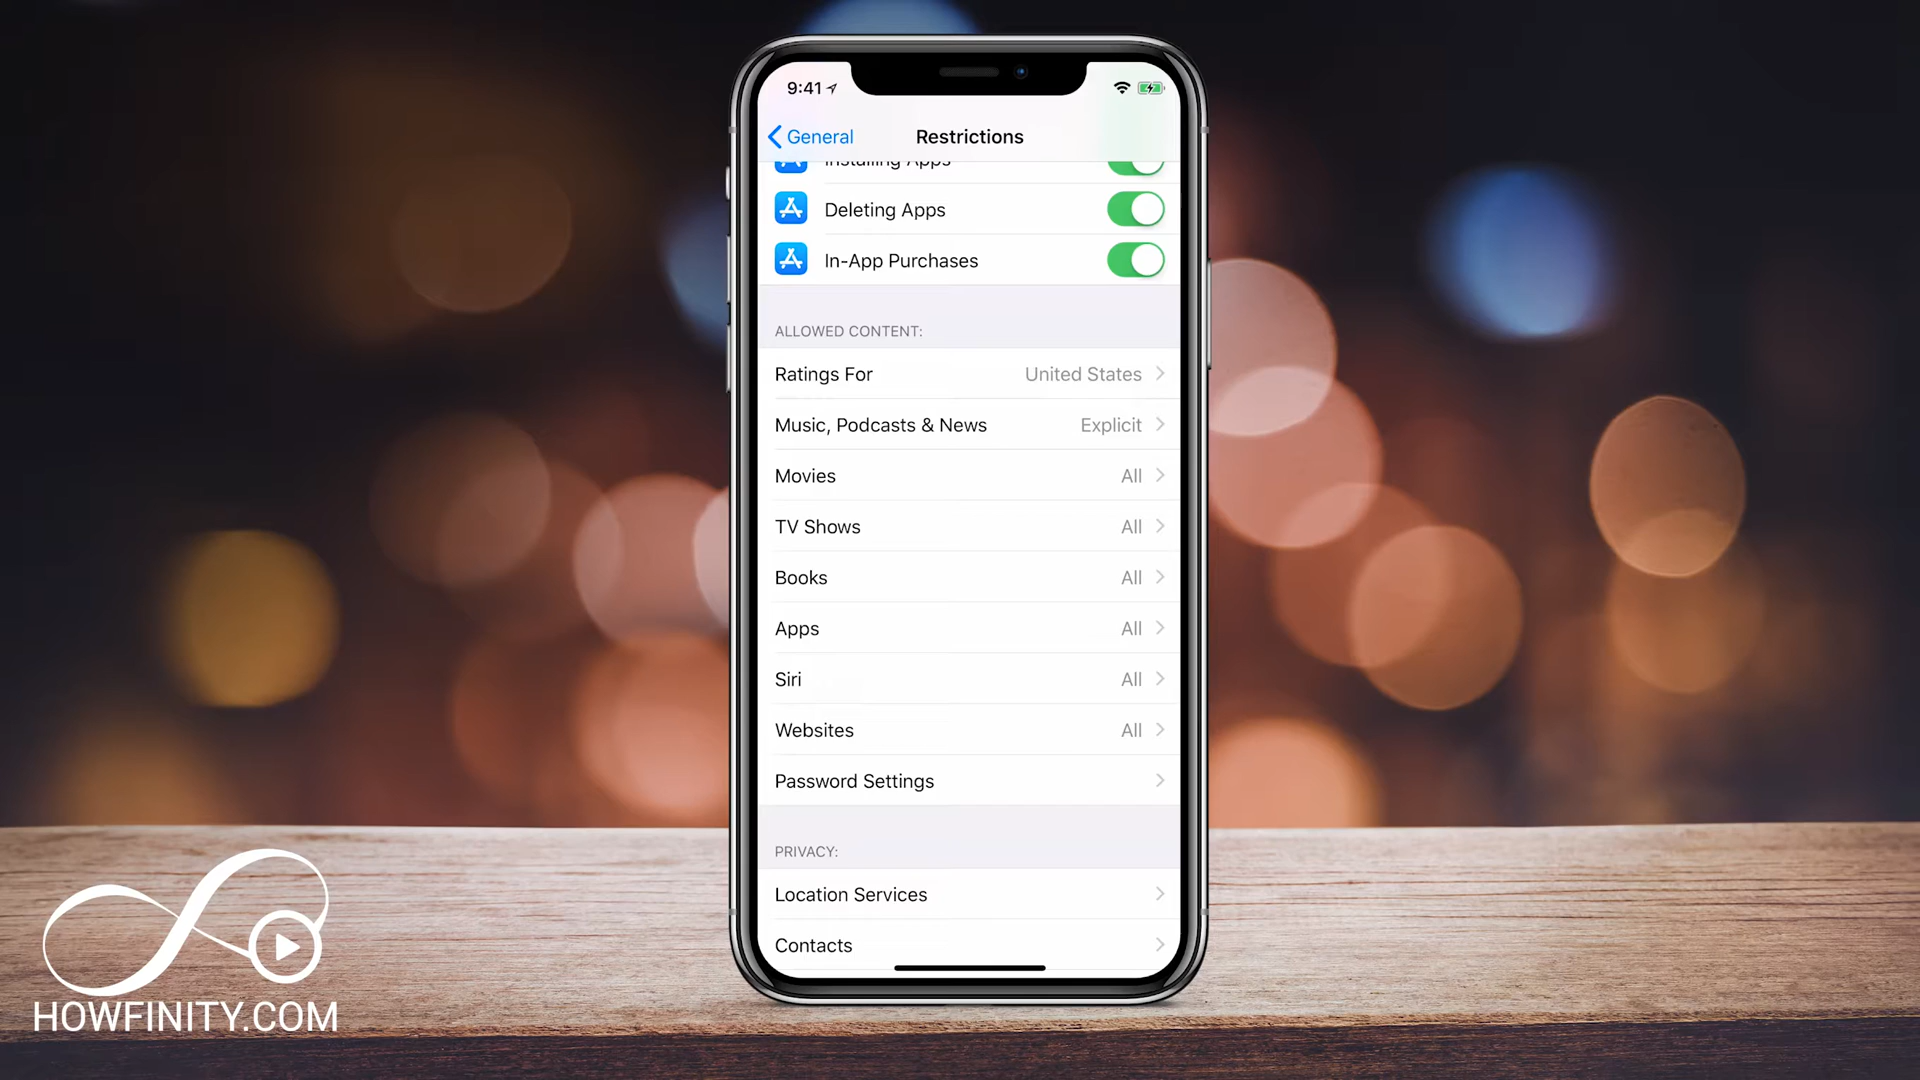 9:41
General
Restrictions
Installing Apps
Deleting Apps
In-App Purchases
ALLOWED CONTENT:
Ratings For United States
Music, Podcasts & News Explicit
Movies All
TV Shows All
Books All
Apps All
Siri All
Websites All
Password Settings
PRIVACY:
Location Services
Contacts
HOWFINITY.COM